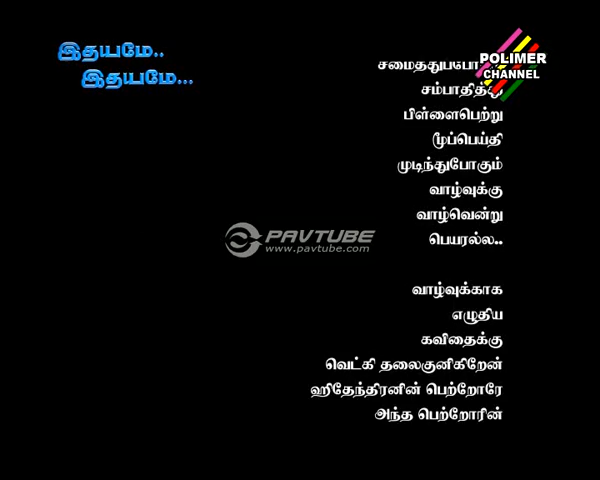 இதயமே..
இதயமே...
POLIMER
CHANNEL
சம்பாதித்து
பிள்ளைபெற்று
மூப்பெய்தி
முடிந்துபோகும்
வாழ்வுக்கு
வாழ்வென்று
பெயரல்ல..
PAVTUBE
www.pavtube.com
வாழ்வுக்காக
எழுதிய
கவிதைக்கு
வெட்கி தலைகுனிகிறேன்
ஹிதேந்திரனின் பெற்றோரே
அந்த பெற்றோரின்